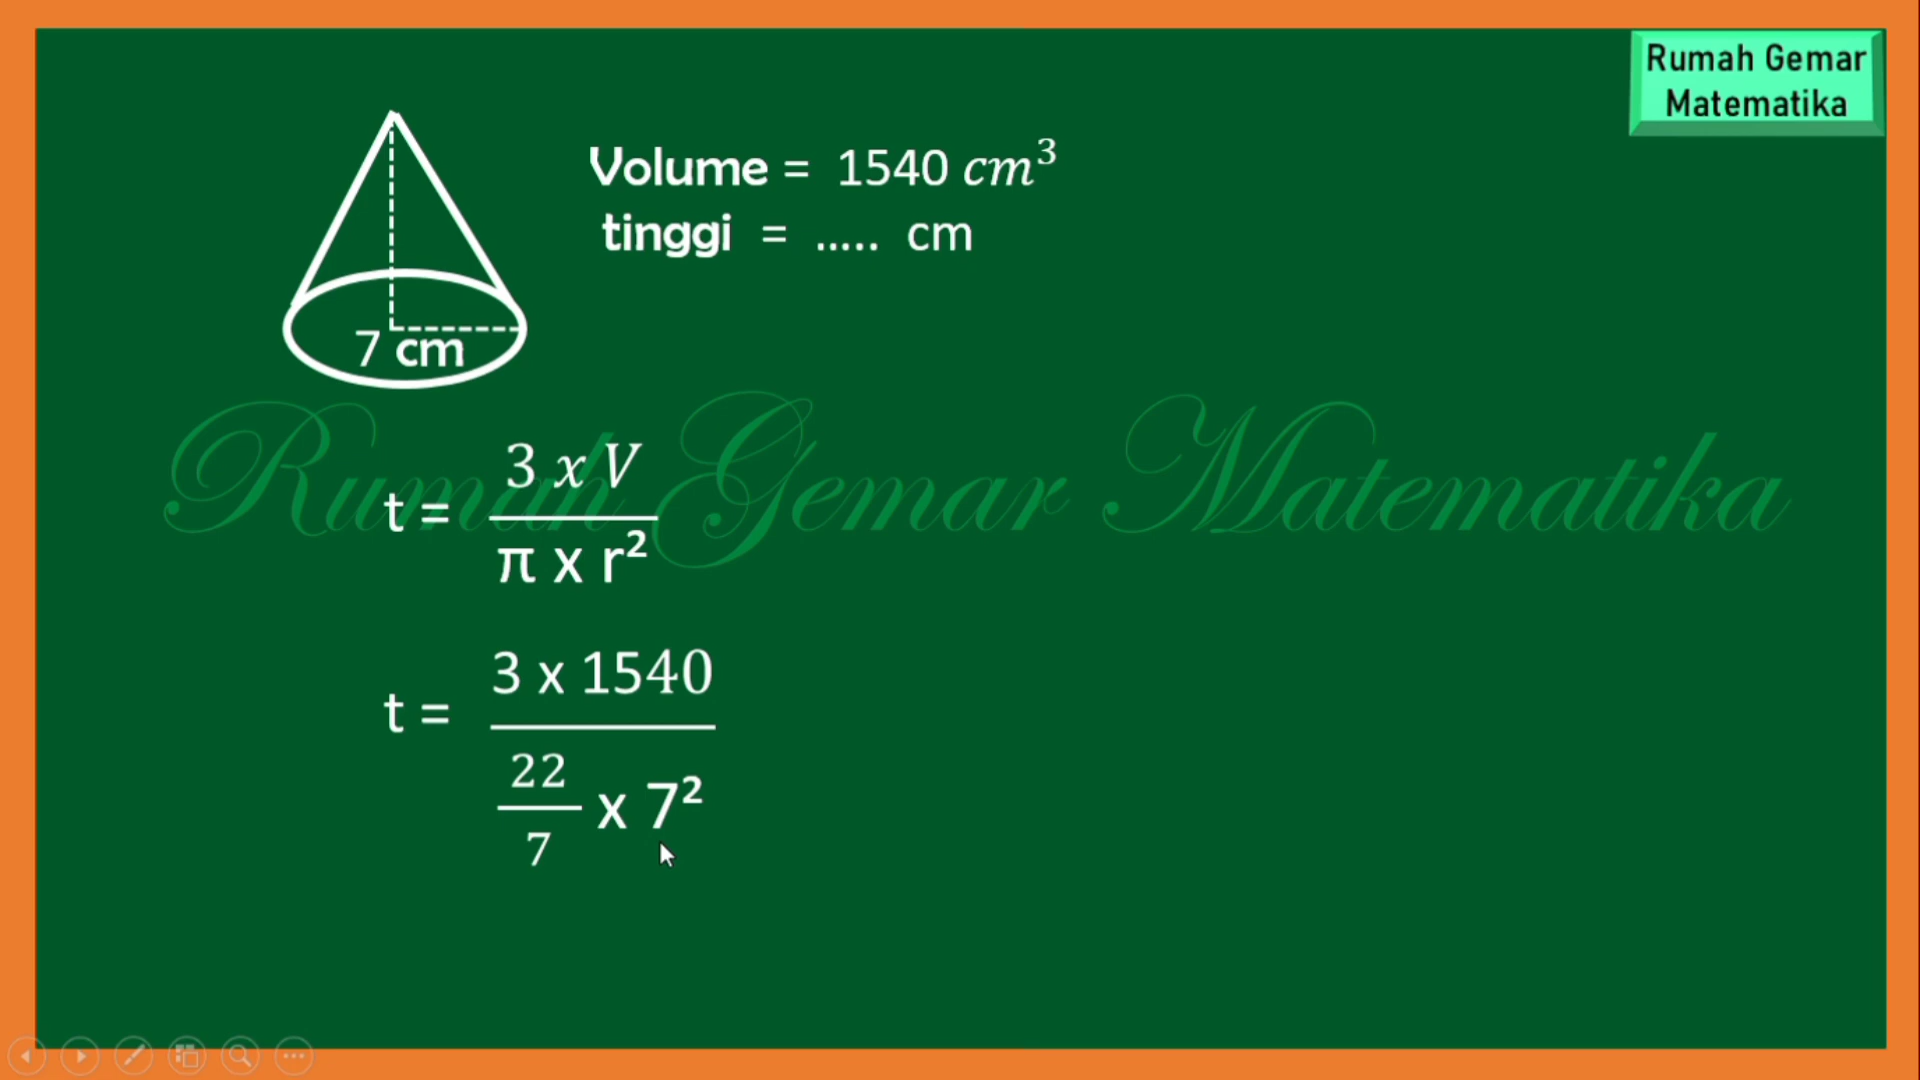 Rumah Gemar
Matematika
Volume = 1540 cm³
tinggi = ..... cm
7 cm
Rumah Gemar Matematika
t = 3 x V
π x r²
t = 3 x 1540
22
7
x 7²